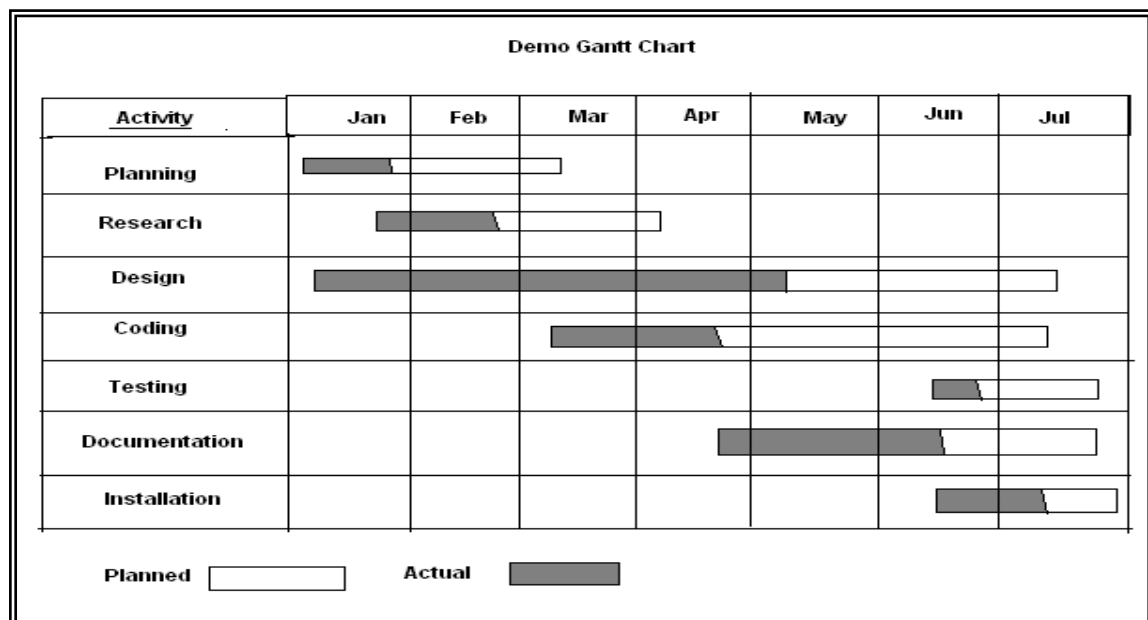 Demo Gantt Chart
Activity Jan Feb Mar Apr May Jun Jul
Planning
Research
Design
Coding
Testing
Documentation
Installation
Planned Actual